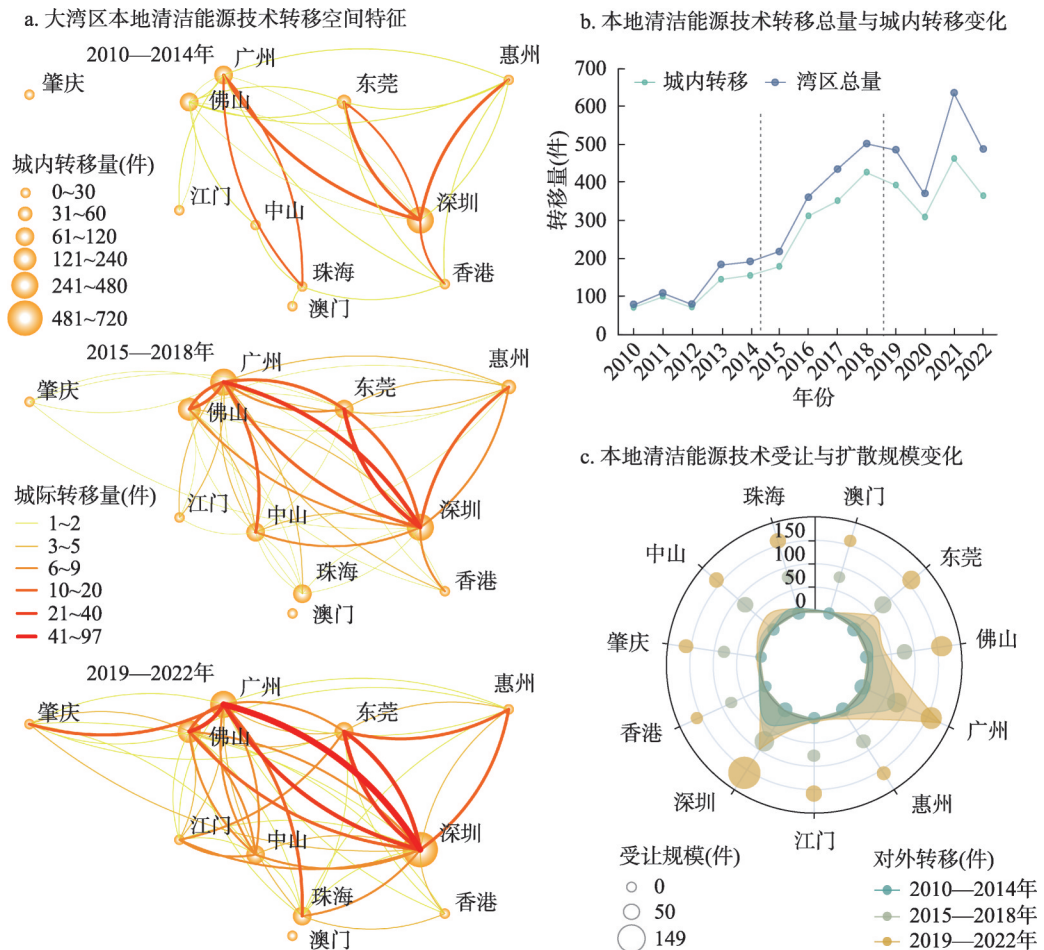 a. 大湾区本地清洁能源技术转移空间特征
2010—2014年
广州
惠州
肇庆
佛山
东莞
城内转移量(件)
0~30
31~60
61~120
121~240
241~480
481~720
江门
中山
深圳
珠海
香港
澳门
2015—2018年
广州
惠州
肇庆
佛山
东莞
城际转移量(件)
1~2
3~5
6~9
10~20
21~40
41~97
江门
中山
深圳
珠海
香港
澳门
2019—2022年
广州
惠州
肇庆
佛山
东莞
江门
中山
深圳
珠海
香港
澳门
b. 本地清洁能源技术转移总量与城内转移变化
城内转移
湾区总量
转移量(件)
700
600
500
400
300
200
100
0
2010
2011
2012
2013
2014
2015
2016
2017
2018
2019
2020
2021
2022
年份
c. 本地清洁能源技术受让与扩散规模变化
珠海
澳门
中山
东莞
肇庆
佛山
香港
广州
深圳
惠州
江门
150
100
50
0
受让规模(件)
0
50
149
对外转移(件)
2010—2014年
2015—2018年
2019—2022年